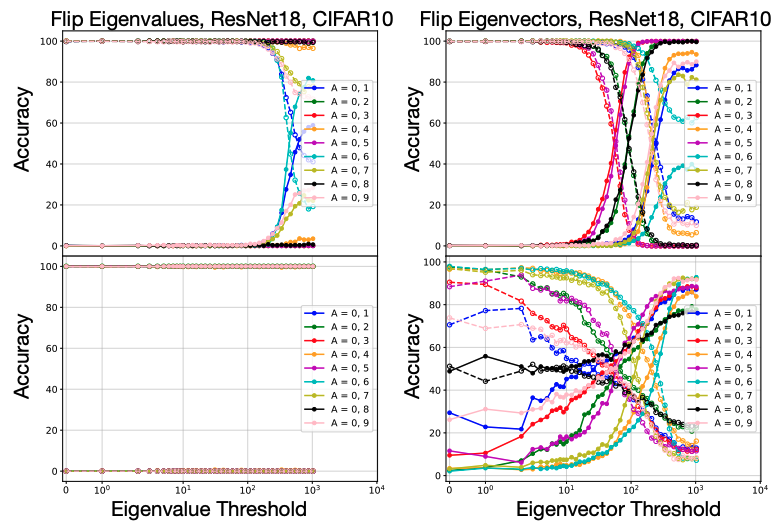 Flip Eigenvalues, ResNet18, CIFAR10
Flip Eigenvectors, ResNet18, CIFAR10
Accuracy
100
80
60
40
20
0
A = 0, 1
A = 0, 2
A = 0, 3
A = 0, 4
A = 0, 5
A = 0, 6
A = 0, 7
A = 0, 8
A = 0, 9
Accuracy
100
80
60
40
20
0
A = 0, 1
A = 0, 2
A = 0, 3
A = 0, 4
A = 0, 5
A = 0, 6
A = 0, 7
A = 0, 8
A = 0, 9
Accuracy
100
80
60
40
20
0
A = 0, 1
A = 0, 2
A = 0, 3
A = 0, 4
A = 0, 5
A = 0, 6
A = 0, 7
A = 0, 8
A = 0, 9
0 10⁰ 10¹ 10² 10³ 10⁴
Eigenvalue Threshold
Accuracy
100
80
60
40
20
0
A = 0, 1
A = 0, 2
A = 0, 3
A = 0, 4
A = 0, 5
A = 0, 6
A = 0, 7
A = 0, 8
A = 0, 9
0 10⁰ 10¹ 10² 10³ 10⁴
Eigenvector Threshold